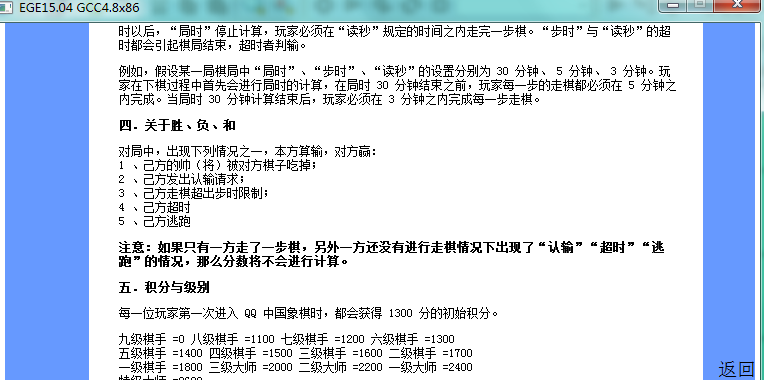 EGE15.04 GCC4.8x86
时以后，“局时”停止计算，玩家必须在“读秒”规定的时间之内走完一步棋。“步时”与“读秒”的超
时都会引起棋局结束，超时者判输。
例如，假设某一局棋局中“局时”、“步时”、“读秒”的设置分别为 30 分钟、 5 分钟、 3 分钟。玩
家在下棋过程中首先会进行局时的计算，在局时 30 分钟结束之前，玩家每一步的走棋都必须在 5 分钟之
内完成。当局时 30 分钟计算结束后，玩家必须在 3 分钟之内完成每一步走棋。
四．关于胜、负、和
对局中，出现下列情况之一，本方算输，对方赢：
1 、己方的帅（将）被对方棋子吃掉；
2 、己方发出认输请求；
3 、己方走棋超出步时限制；
4 、己方超时
5 、己方逃跑
注意：如果只有一方走了一步棋，另外一方还没有进行走棋情况下出现了“认输”“超时”“逃
跑”的情况，那么分数将不会进行计算。
五．积分与级别
每一位玩家第一次进入 QQ 中国象棋时，都会获得 1300 分的初始积分。
九级棋手 =0 八级棋手 =1100 七级棋手 =1200 六级棋手 =1300
五级棋手 =1400 四级棋手 =1500 三级棋手 =1600 二级棋手 =1700
一级棋手 =1800 三级大师 =2000 二级大师 =2200 一级大师 =2400
特级大师 =2600
返回